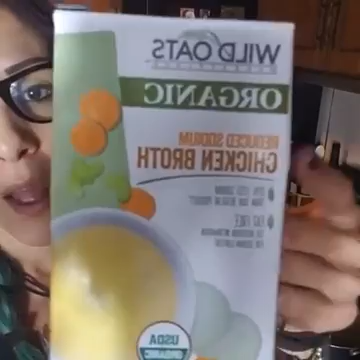 WILD OATS
ORGANIC
REDUCED SODIUM
CHICKEN BROTH
FAT FREE
USDA
ORGANIC